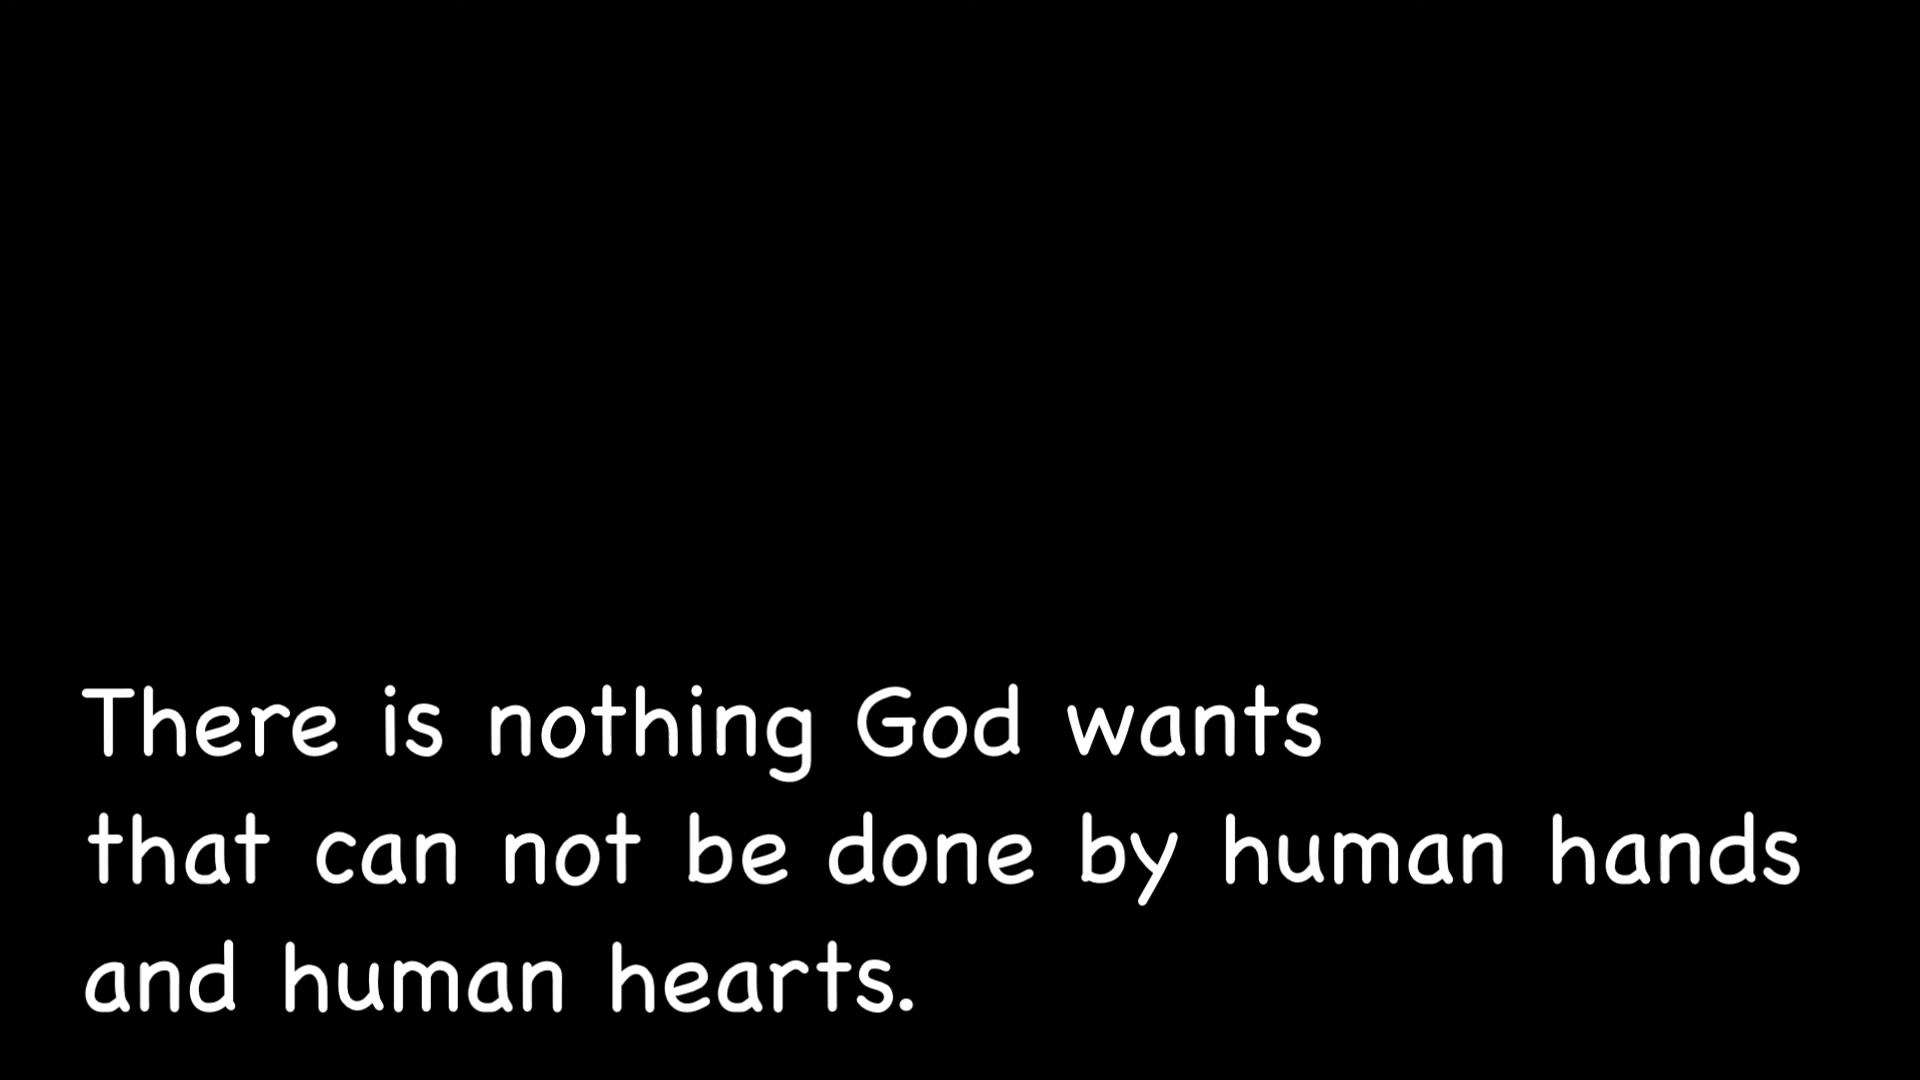 There is nothing God wants
that can not be done by human hands
and human hearts.